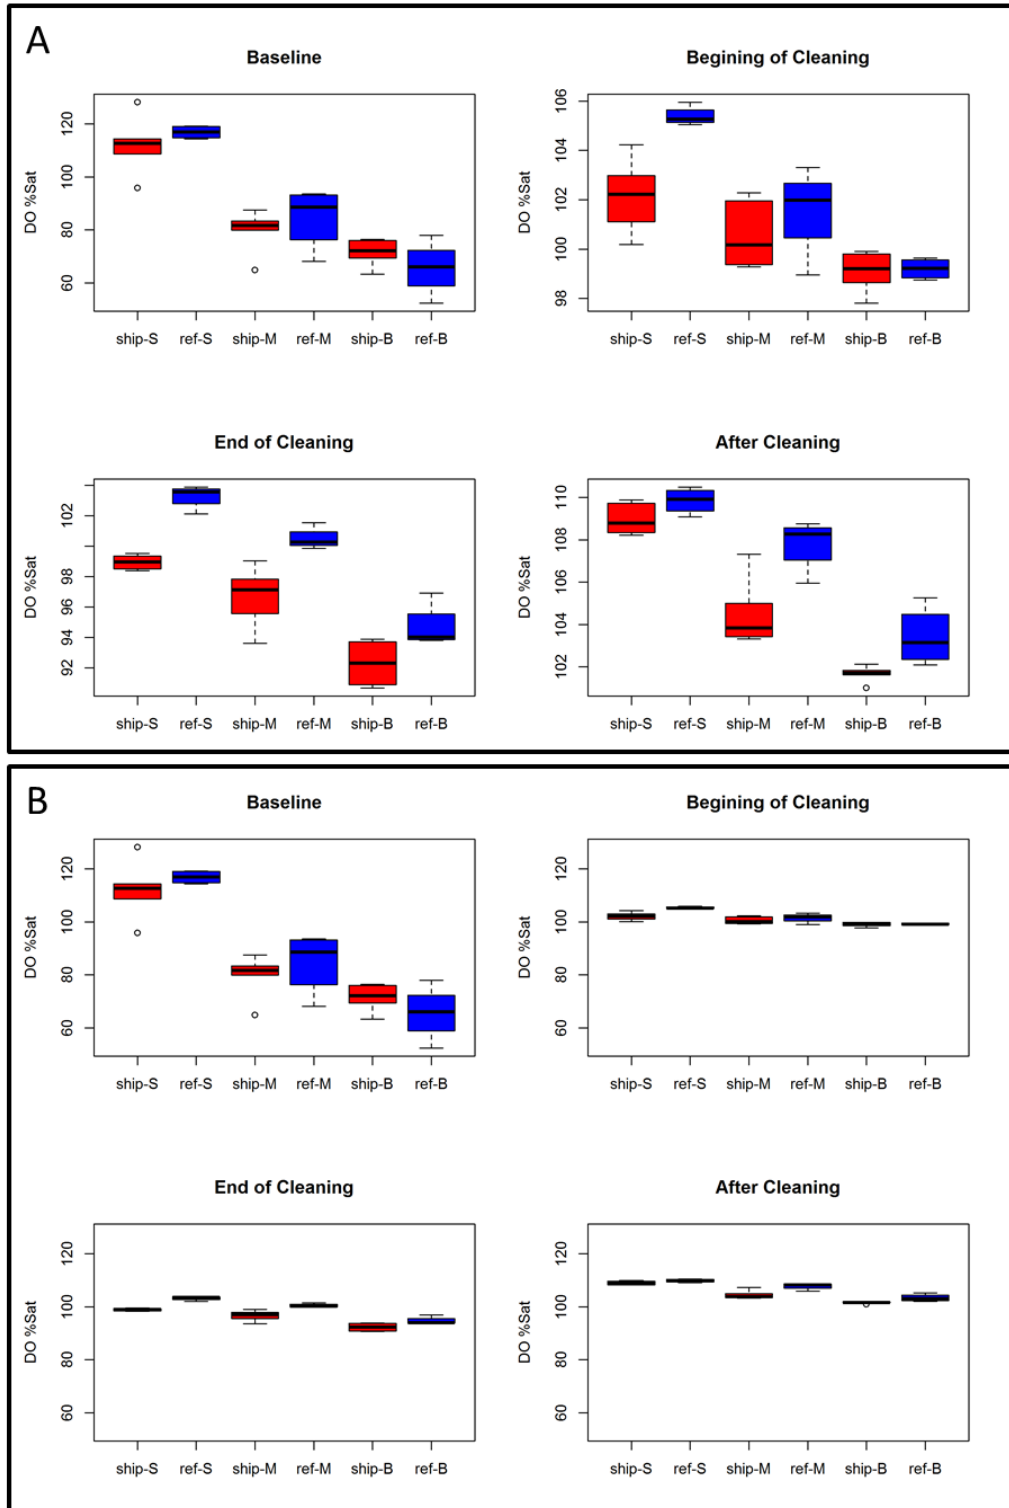 A
Baseline
DO %Sat
120
100
80
60
ship-S ref-S ship-M ref-M ship-B ref-B
Begining of Cleaning
DO %Sat
106
104
102
100
98
ship-S ref-S ship-M ref-M ship-B ref-B
End of Cleaning
DO %Sat
102
98
96
94
92
ship-S ref-S ship-M ref-M ship-B ref-B
After Cleaning
DO %Sat
110
108
106
104
102
ship-S ref-S ship-M ref-M ship-B ref-B
B
Baseline
DO %Sat
120
100
80
60
ship-S ref-S ship-M ref-M ship-B ref-B
Begining of Cleaning
DO %Sat
120
100
80
60
ship-S ref-S ship-M ref-M ship-B ref-B
End of Cleaning
DO %Sat
120
100
80
60
ship-S ref-S ship-M ref-M ship-B ref-B
After Cleaning
DO %Sat
120
100
80
60
ship-S ref-S ship-M ref-M ship-B ref-B